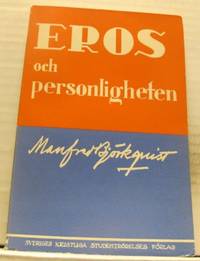 EROS
och
personligheten
Manfred Björkquist
SVERIGES KRISTLIGA STUDENTRÖRELSES FÖRLAG